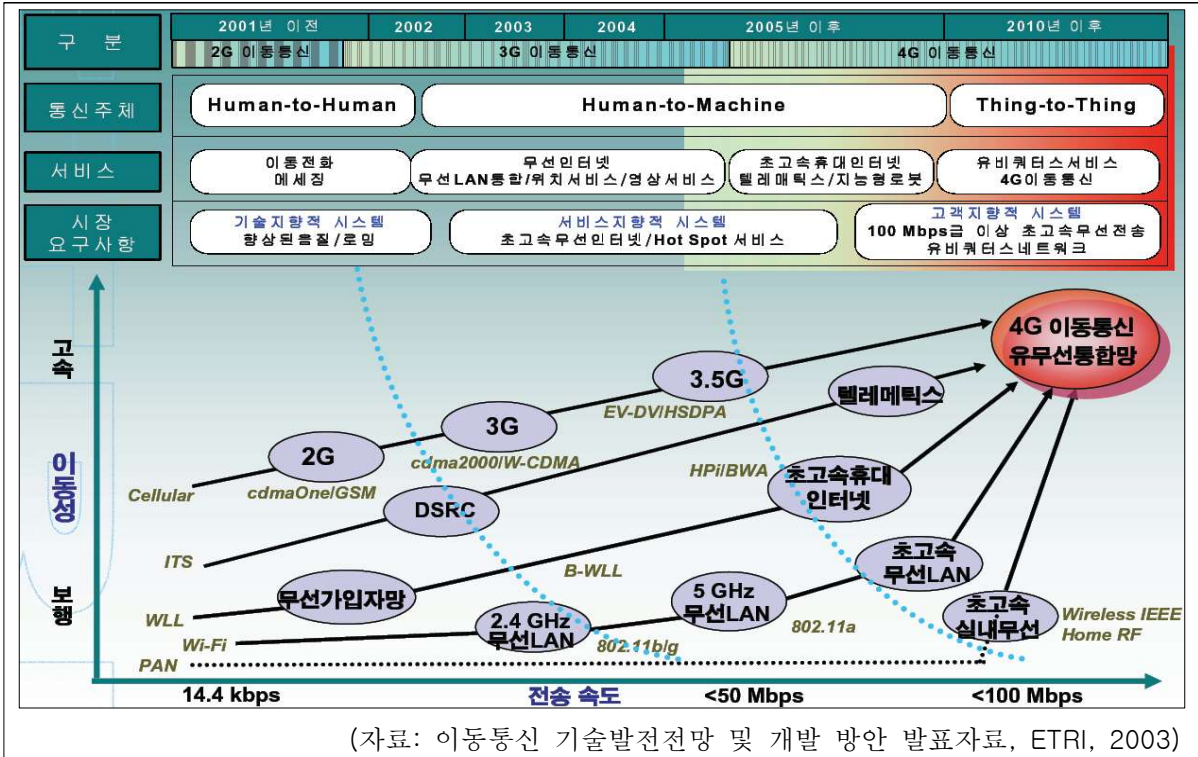 구 분
2001년 이전 2002 2003 2004 2005년 이후 2010년 이후
2G 이동통신 3G 이동통신 4G 이동통신
통신주체
Human-to-Human Human-to-Machine Thing-to-Thing
서비스
이동전화
메세징
무선인터넷
무선LAN통합/위치서비스/영상서비스
초고속휴대인터넷
텔레매틱스/지능형로봇
유비쿼터스서비스
4G이동통신
시장
요구사항
기술지향적 시스템
향상된음질/로밍
서비스지향적 시스템
초고속무선인터넷/Hot Spot 서비스
고객지향적 시스템
100 Mbps급 이상 초고속무선전송
유비쿼터스네트워크
고속
이동성
보행
4G 이동통신
유무선통합망
Cellular
2G
cdmaOne/GSM
3G
cdma2000/W-CDMA
3.5G
EV-DV/HSDPA
ITS
DSRC
텔레메틱스
WLL
무선가입자망
B-WLL
HPi/BWA
초고속휴대
인터넷
Wi-Fi
2.4 GHz
무선LAN
802.11b/g
5 GHz
무선LAN
802.11a
초고속
무선LAN
PAN
초고속
실내무선
Wireless IEEE
Home RF
14.4 kbps 전송 속도 <50 Mbps <100 Mbps
(자료: 이동통신 기술발전전망 및 개발 방안 발표자료, ETRI, 2003)